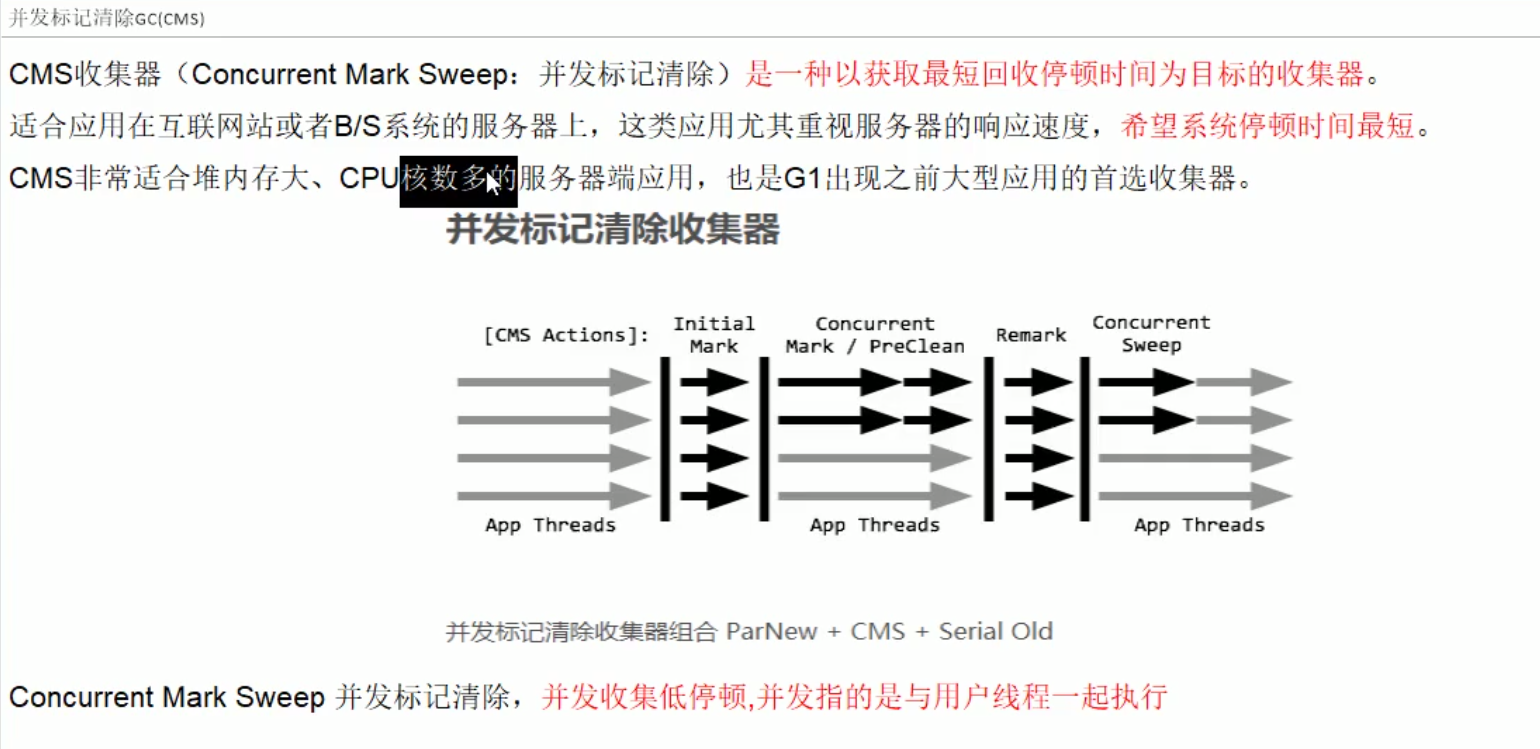 并发标记清除GC(CMS)
CMS收集器（Concurrent Mark Sweep：并发标记清除）是一种以获取最短回收停顿时间为目标的收集器。
适合应用在互联网站或者B/S系统的服务器上，这类应用尤其重视服务器的响应速度，希望系统停顿时间最短。
CMS非常适合堆内存大、CPU核数多的服务器端应用，也是G1出现之前大型应用的首选收集器。
并发标记清除收集器
[CMS Actions]:
Initial
Mark
Concurrent
Mark / PreClean
Remark
Concurrent
Sweep
App Threads
App Threads
App Threads
并发标记清除收集器组合 ParNew + CMS + Serial Old
Concurrent Mark Sweep 并发标记清除，并发收集低停顿,并发指的是与用户线程一起执行